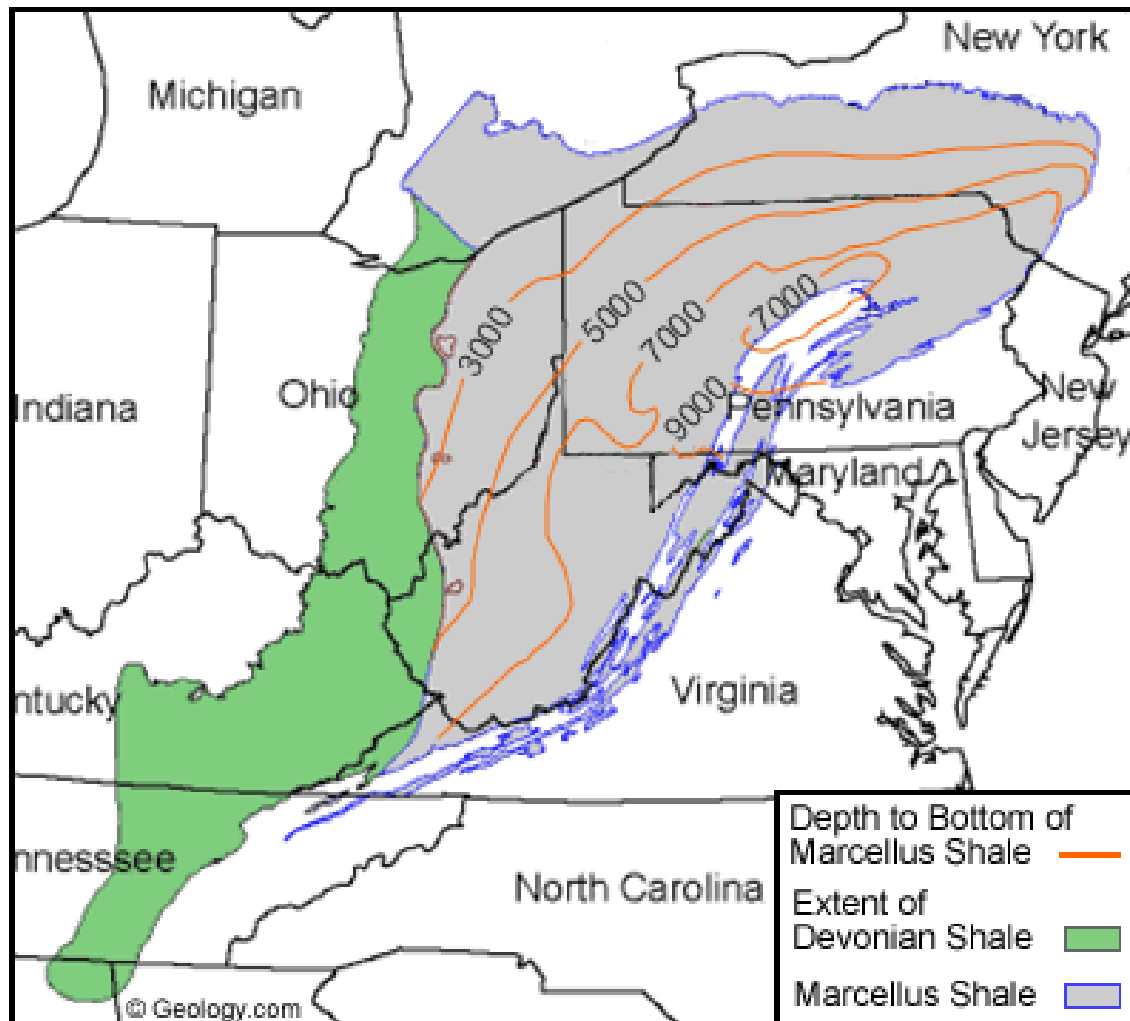 New York
Michigan
3000
5000
7000
7000
Ohio
Indiana
9000
Pennsylvania
New
Jersey
Maryland
Virginia
ntucky
nnesssee
North Carolina
Depth to Bottom of
Marcellus Shale
Extent of
Devonian Shale
Marcellus Shale
© Geology.com